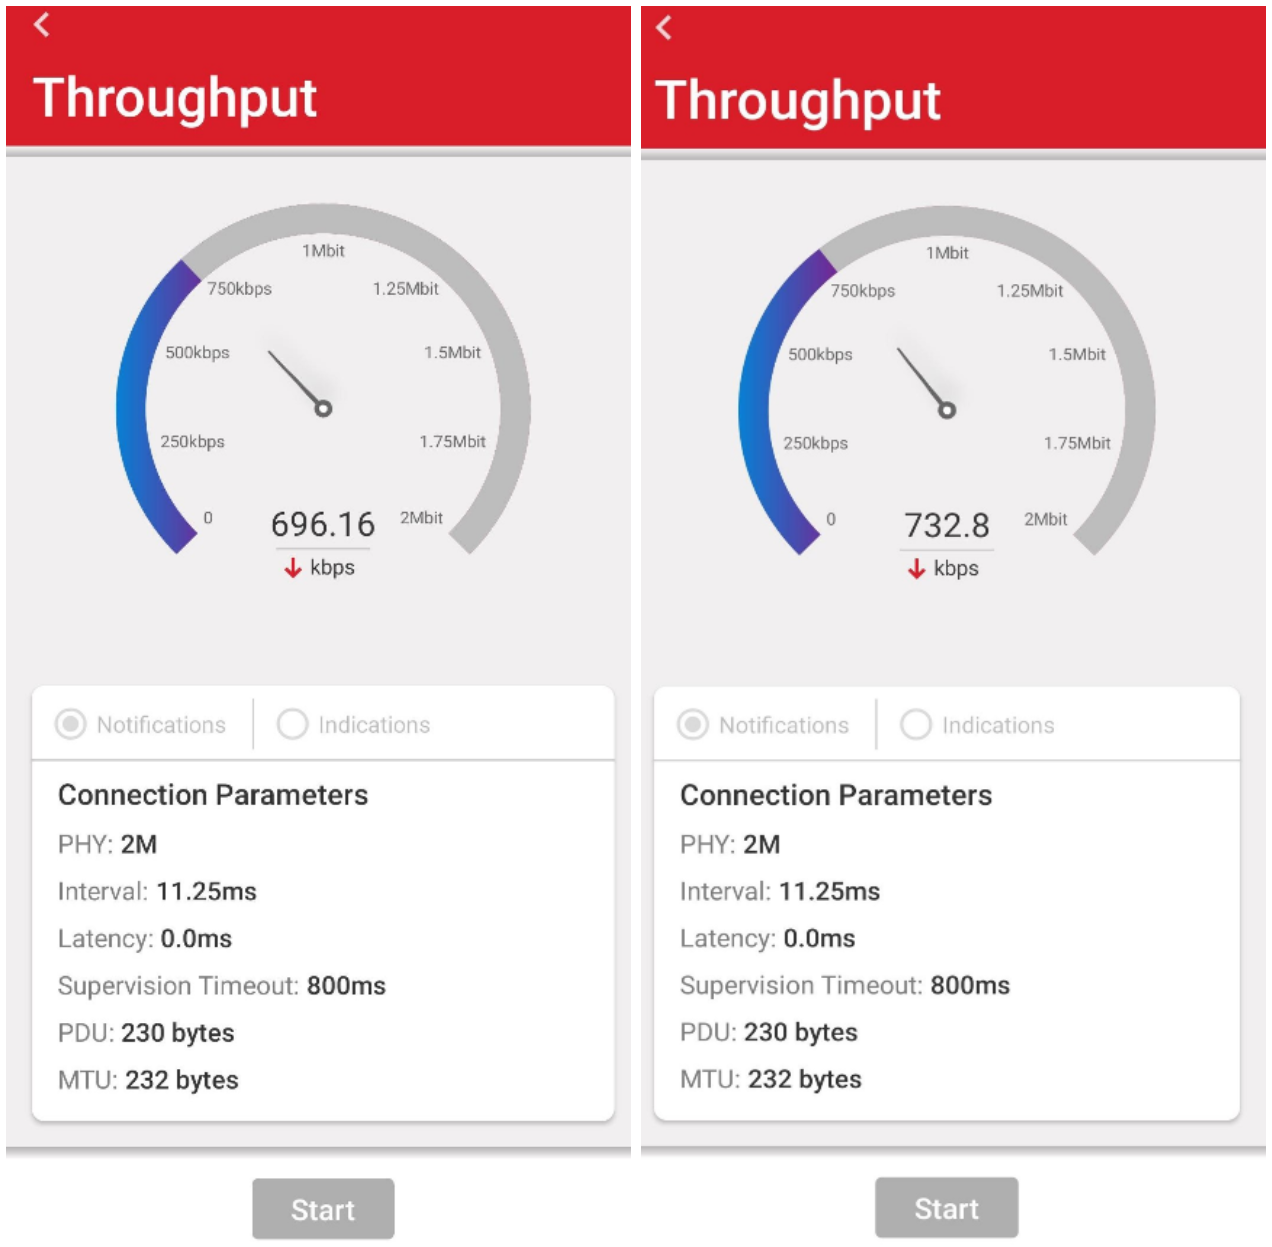 Throughput
1Mbit
750kbps
1.25Mbit
500kbps
1.5Mbit
250kbps
1.75Mbit
0
696.16
2Mbit
kbps
Notifications
Indications
Connection Parameters
PHY: 2M
Interval: 11.25ms
Latency: 0.0ms
Supervision Timeout: 800ms
PDU: 230 bytes
MTU: 232 bytes
Start
Throughput
1Mbit
750kbps
1.25Mbit
500kbps
1.5Mbit
250kbps
1.75Mbit
0
732.8
2Mbit
kbps
Notifications
Indications
Connection Parameters
PHY: 2M
Interval: 11.25ms
Latency: 0.0ms
Supervision Timeout: 800ms
PDU: 230 bytes
MTU: 232 bytes
Start